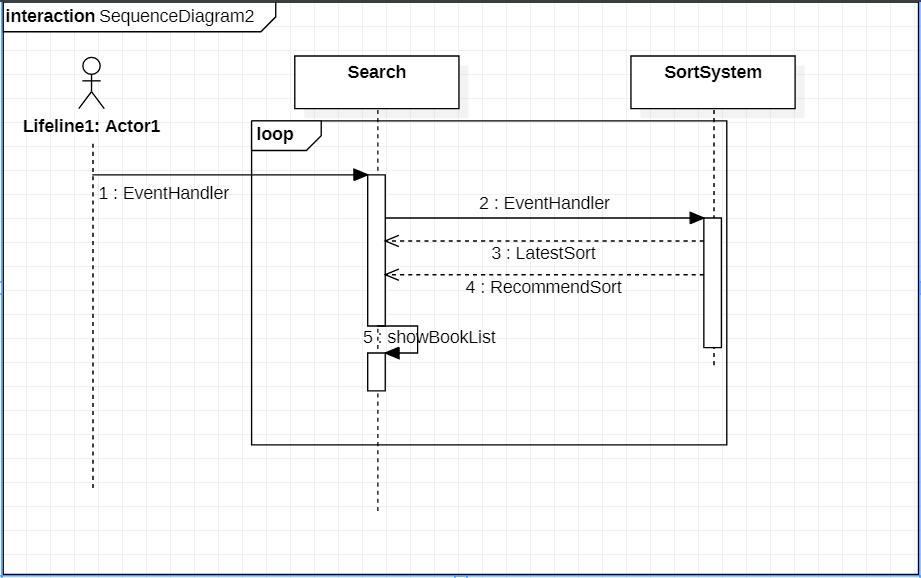 interaction SequenceDiagram2
Lifeline1: Actor1
Search
SortSystem
loop
1 : EventHandler
2 : EventHandler
3 : LatestSort
4 : RecommendSort
5 : showBookList